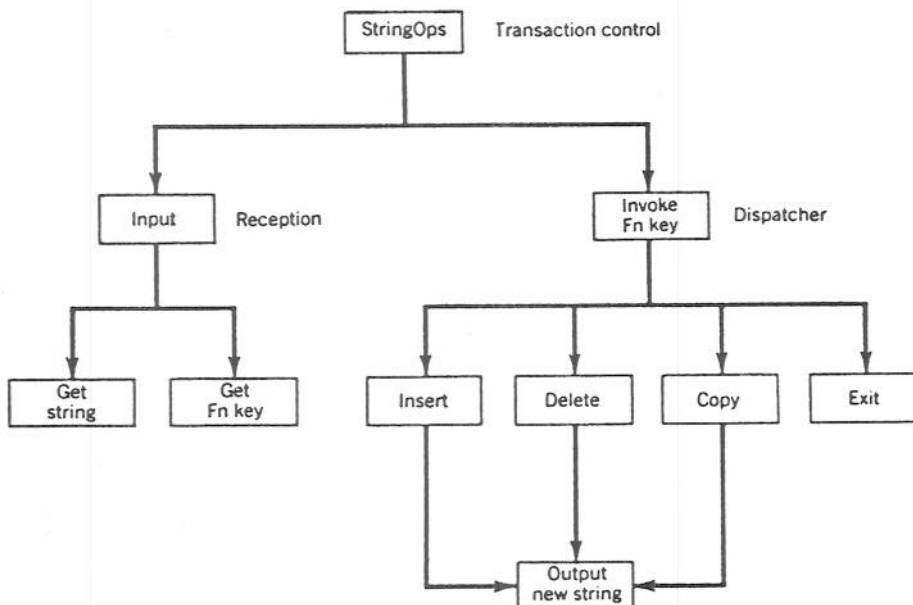 StringOps
Transaction control
Input
Reception
Invoke
Fn key
Dispatcher
Get
string
Get
Fn key
Insert
Delete
Copy
Exit
Output
new string